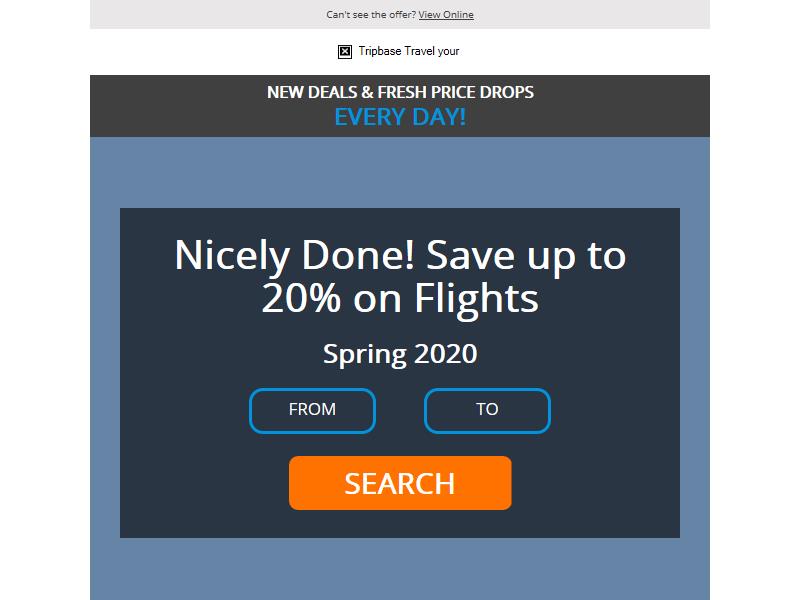 Can't see the offer? View Online
Tripbase Travel your
NEW DEALS & FRESH PRICE DROPS
EVERY DAY!
Nicely Done! Save up to
20% on Flights
Spring 2020
FROM TO
SEARCH